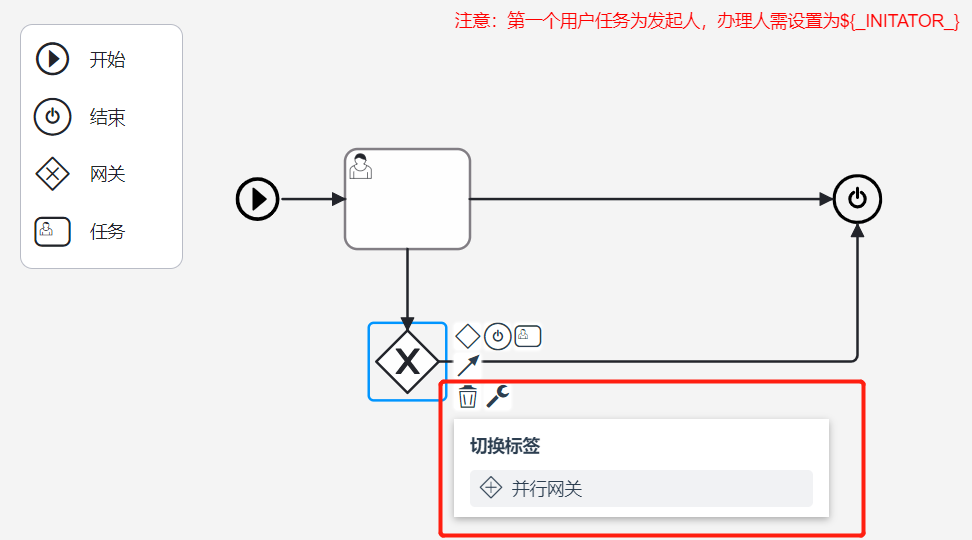 注意：第一个用户任务为发起人，办理人需设置为${_INITATOR_}
开始
结束
网关
任务
切换标签
并行网关